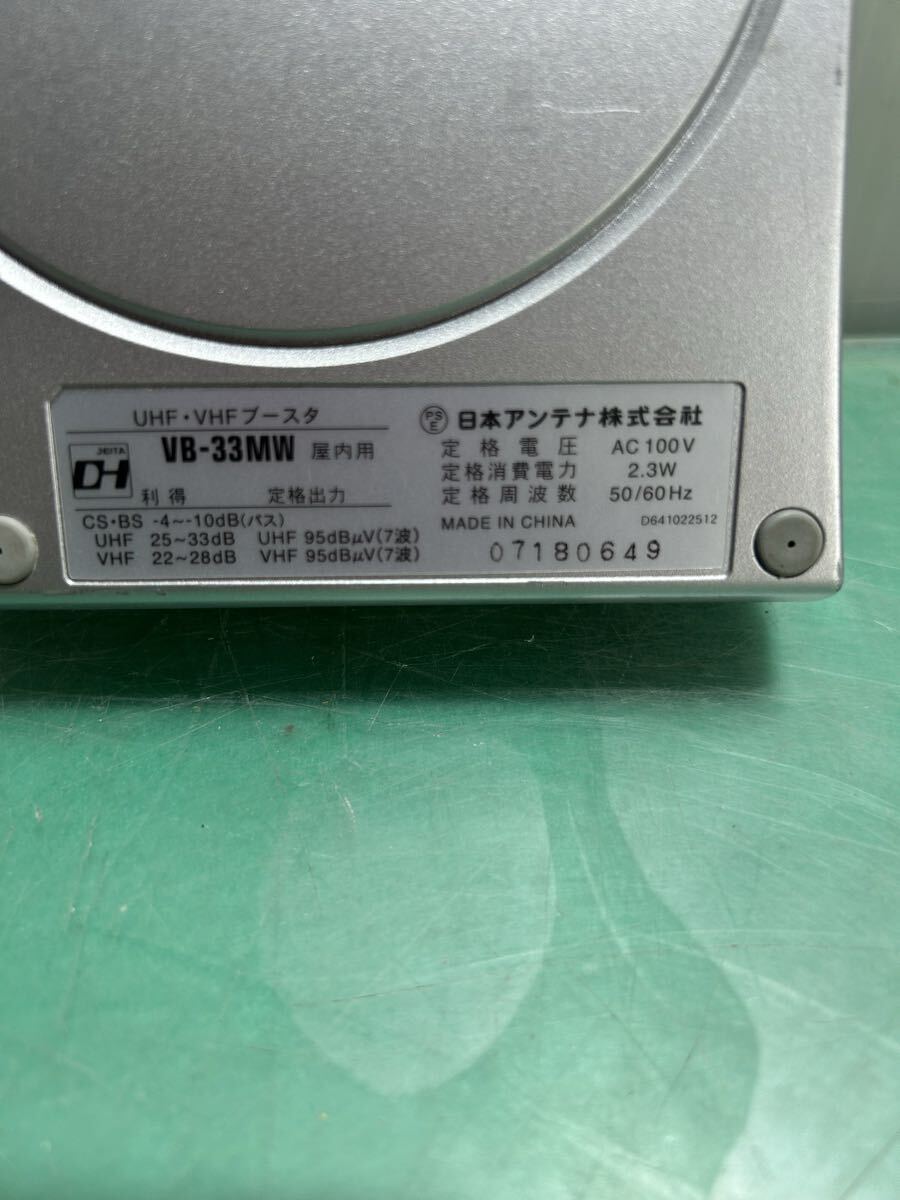 UHF・VHFブースタ
JEITA
DH
VB-33MW 屋内用
利得 定格出力
CS・BS -4~-10dB(パス)
UHF 25~33dB UHF 95dBμV(7波)
VHF 22~28dB VHF 95dBμV(7波)
PSE 日本アンテナ株式会社
定格電圧 AC100V
定格消費電力 2.3W
定格周波数 50/60Hz
MADE IN CHINA D641022512
07180649